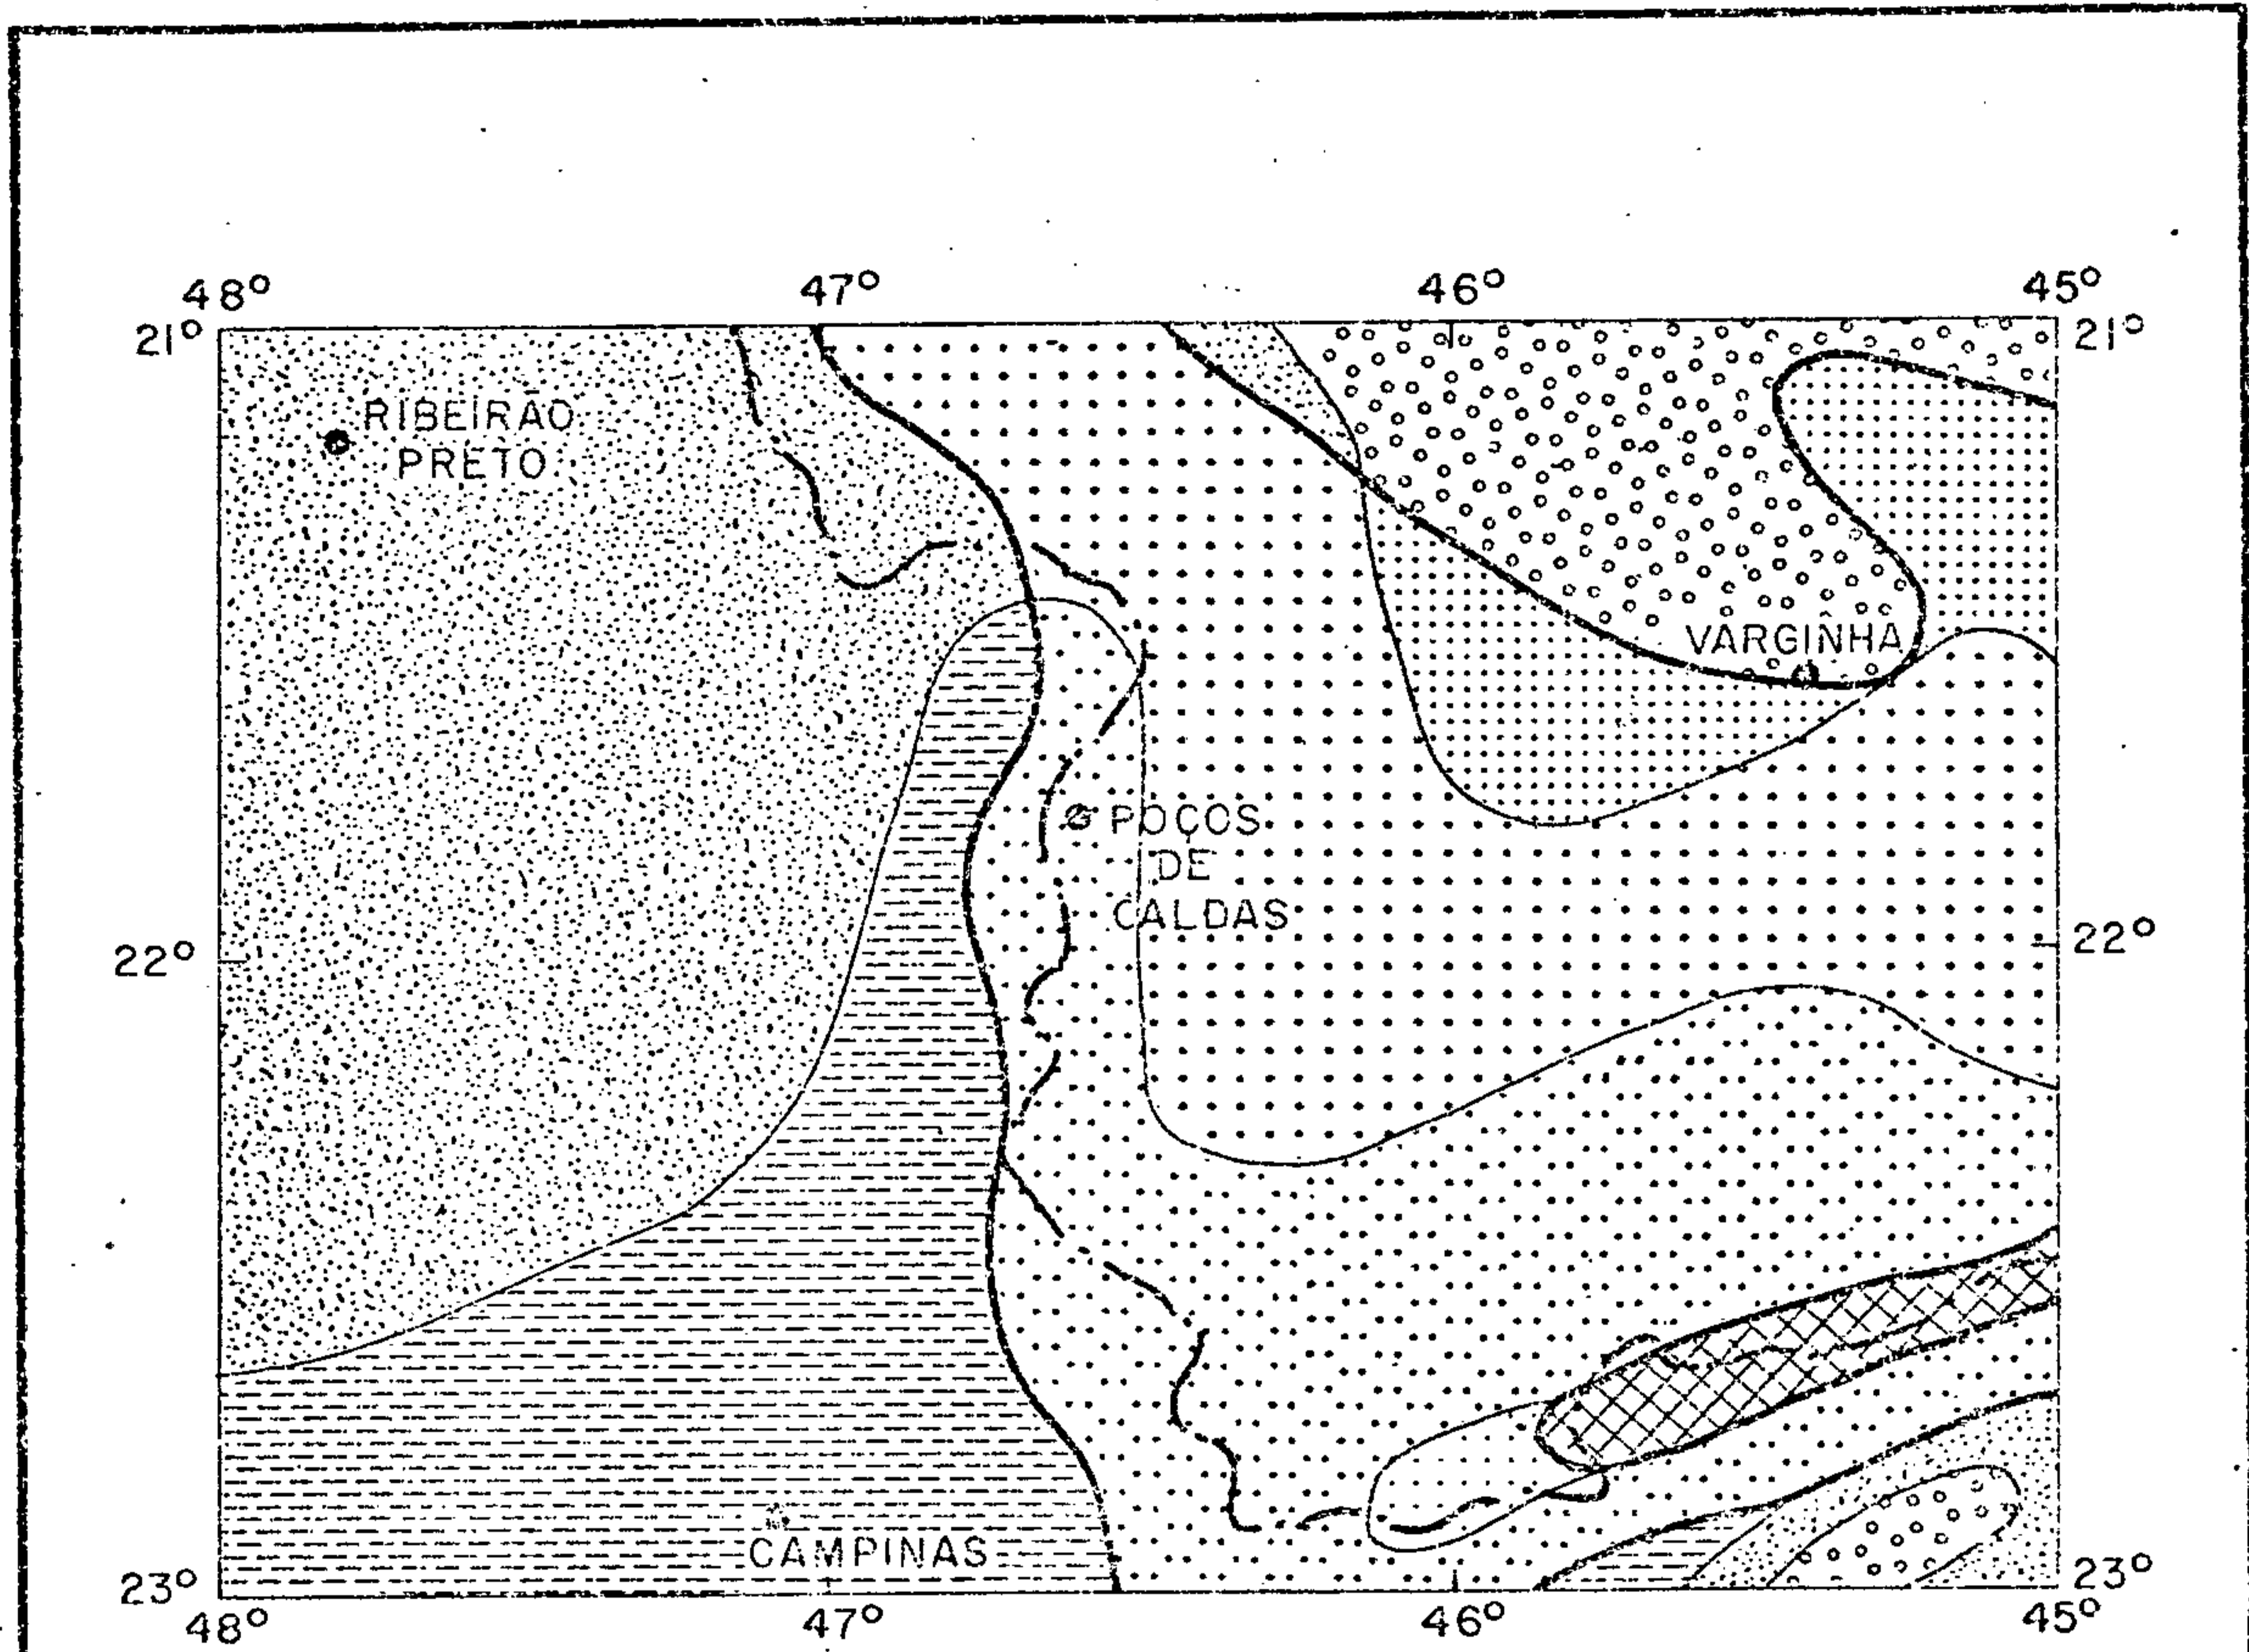 48° 47° 46° 45°
21° 21°
RIBEIRÃO
PRETO
VARGINHA
POÇOS
DE
CALDAS
22° 22°
CAMPINAS
23° 23°
48° 47° 46° 45°